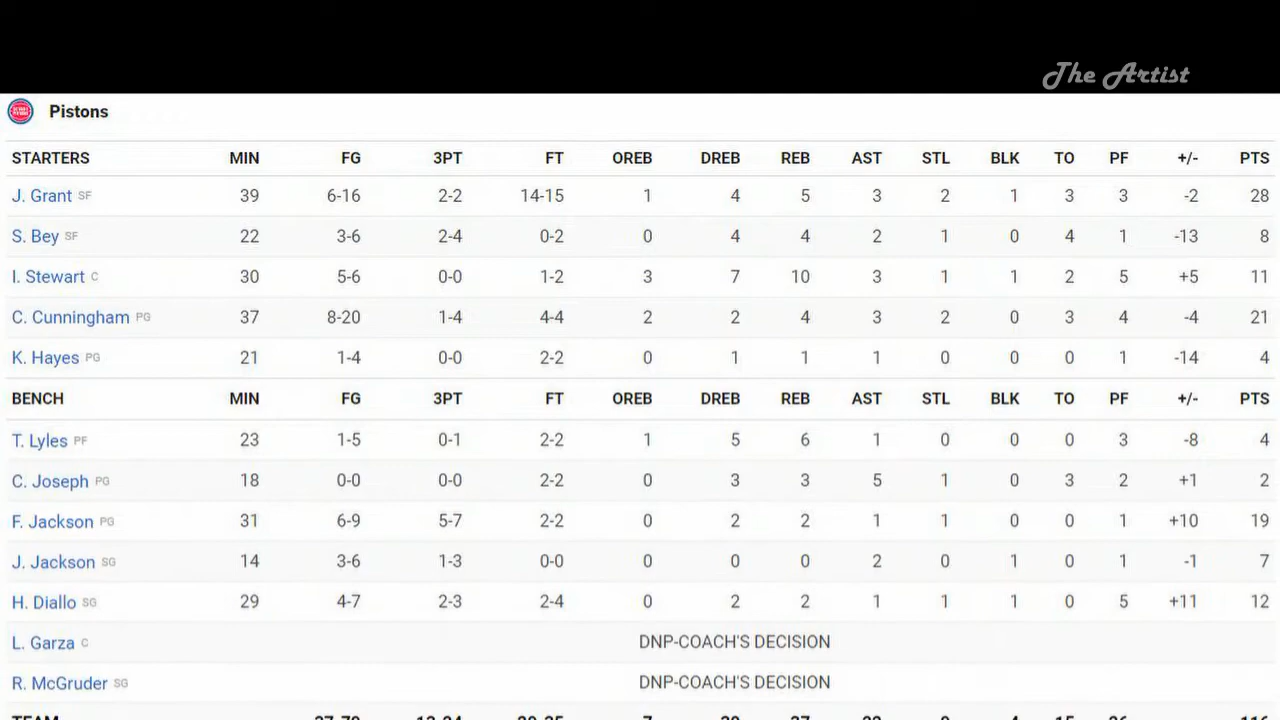 The Artist
Pistons
STARTERS MIN FG 3PT FT OREB DREB REB AST STL BLK TO PF +/- PTS
J. Grant SF 39 6-16 2-2 14-15 1 4 5 3 2 1 3 3 -2 28
S. Bey SF 22 3-6 2-4 0-2 0 4 4 2 1 0 4 1 -13 8
I. Stewart C 30 5-6 0-0 1-2 3 7 10 3 1 1 2 5 +5 11
C. Cunningham PG 37 8-20 1-4 4-4 2 2 4 3 2 0 3 4 -4 21
K. Hayes PG 21 1-4 0-0 2-2 0 1 1 1 0 0 0 1 -14 4
BENCH MIN FG 3PT FT OREB DREB REB AST STL BLK TO PF +/- PTS
T. Lyles PF 23 1-5 0-1 2-2 1 5 6 1 0 0 0 3 -8 4
C. Joseph PG 18 0-0 0-0 2-2 0 3 3 5 1 0 3 2 +1 2
F. Jackson PG 31 6-9 5-7 2-2 0 2 2 1 1 0 0 1 +10 19
J. Jackson SG 14 3-6 1-3 0-0 0 0 0 2 0 1 0 1 -1 7
H. Diallo SG 29 4-7 2-3 2-4 0 2 2 1 1 1 0 5 +11 12
L. Garza C DNP-COACH'S DECISION
R. McGruder SG DNP-COACH'S DECISION
TEAM